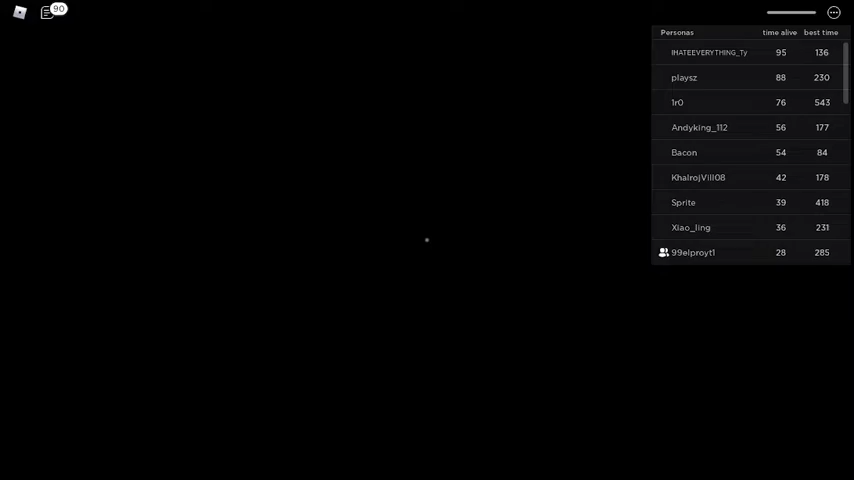 90
Personas time alive best time
IHATEEVERYTHING_Ty 95 136
playsz 88 230
1r0 76 543
Andyking_112 56 177
Bacon 54 84
KhalrojVill08 42 178
Sprite 39 418
Xiao_ling 36 231
99elproyt1 28 285